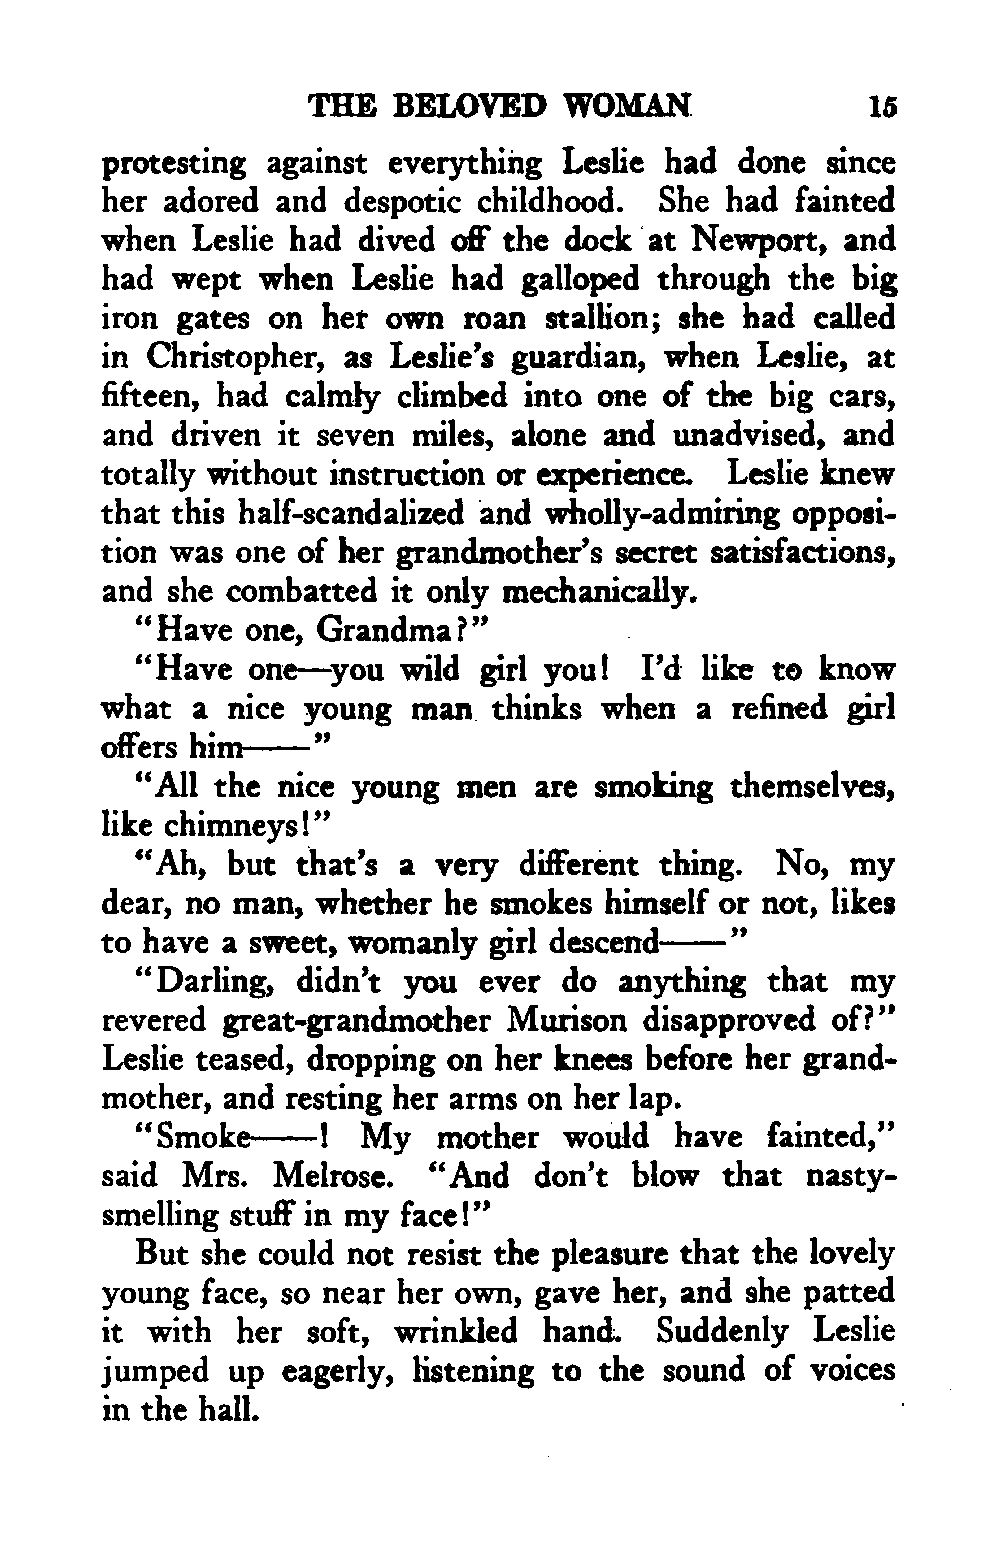 THE BELOVED WOMAN 15
protesting against everything Leslie had done since
her adored and despotic childhood. She had fainted
when Leslie had dived off the dock at Newport, and
had wept when Leslie had galloped through the big
iron gates on her own roan stallion; she had called
in Christopher, as Leslie's guardian, when Leslie, at
fifteen, had calmly climbed into one of the big cars,
and driven it seven miles, alone and unadvised, and
totally without instruction or experience. Leslie knew
that this half-scandalized and wholly-admiring opposi-
tion was one of her grandmother's secret satisfactions,
and she combatted it only mechanically.
"Have one, Grandma?"
"Have one—you wild girl you! I'd like to know
what a nice young man thinks when a refined girl
offers him——"
"All the nice young men are smoking themselves,
like chimneys!"
"Ah, but that's a very different thing. No, my
dear, no man, whether he smokes himself or not, likes
to have a sweet, womanly girl descend——"
"Darling, didn't you ever do anything that my
revered great-grandmother Murison disapproved of?"
Leslie teased, dropping on her knees before her grand-
mother, and resting her arms on her lap.
"Smoke——! My mother would have fainted,"
said Mrs. Melrose. "And don't blow that nasty-
smelling stuff in my face!"
But she could not resist the pleasure that the lovely
young face, so near her own, gave her, and she patted
it with her soft, wrinkled hand. Suddenly Leslie
jumped up eagerly, listening to the sound of voices
in the hall.